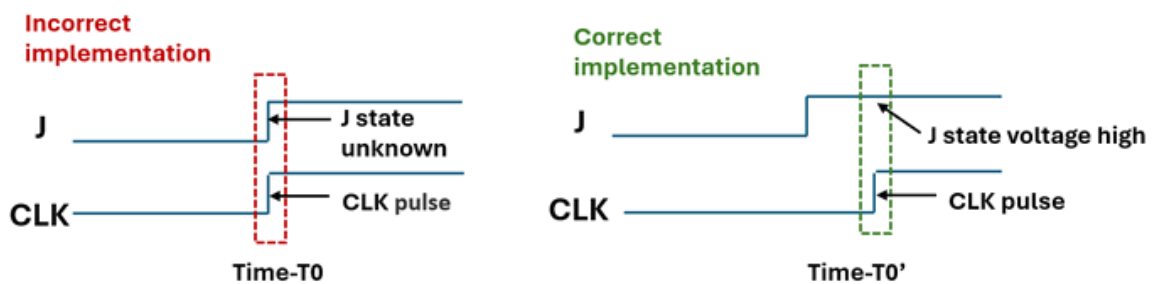 Incorrect
implementation
J
J state
unknown
CLK
CLK pulse
Time-T0
Correct
implementation
J
J state voltage high
CLK
CLK pulse
Time-T0’